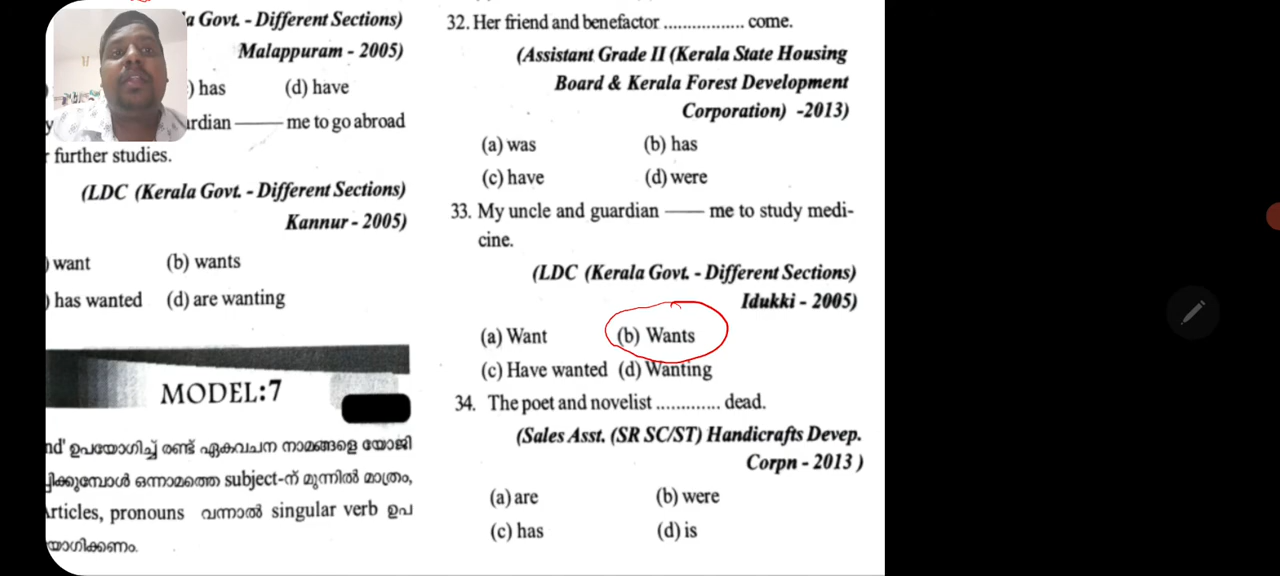 a Govt. - Different Sections)
Malappuram - 2005)
) has (d) have
rdian —— me to go abroad
further studies.
(LDC (Kerala Govt. - Different Sections)
Kannur - 2005)
) want (b) wants
) has wanted (d) are wanting
MODEL:7
nd' ഉപയോഗിച്ച് രണ്ട് ഏകവചന നാമങ്ങളെ യോജി
പ്പിക്കുമ്പോൾ ഒന്നാമത്തെ subject-ന് മുന്നിൽ മാത്രം,
articles, pronouns വന്നാൽ singular verb ഉപ
യോഗിക്കണം.
32. Her friend and benefactor ................. come.
(Assistant Grade II (Kerala State Housing
Board & Kerala Forest Development
Corporation) -2013)
(a) was (b) has
(c) have (d) were
33. My uncle and guardian —— me to study medi-
cine.
(LDC (Kerala Govt. - Different Sections)
Idukki - 2005)
(a) Want (b) Wants
(c) Have wanted (d) Wanting
34. The poet and novelist ............. dead.
(Sales Asst. (SR SC/ST) Handicrafts Devep.
Corpn - 2013 )
(a) are (b) were
(c) has (d) is